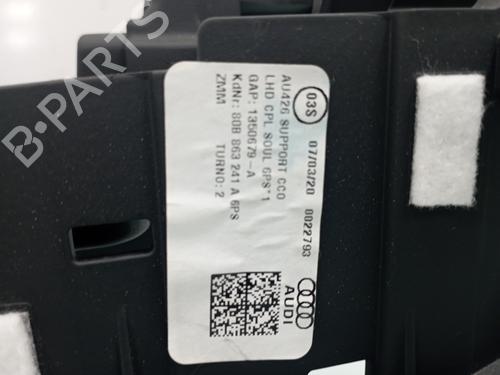 03S
07/03/20
8022793
AUDI
AU426 SUPPORT CCO
LHD CPL SOUL 6PS*1
GAP: 1350679-A
KdNr: 80B 863 241 A 6PS
ZMM
TURNO: 2
B-PARTS